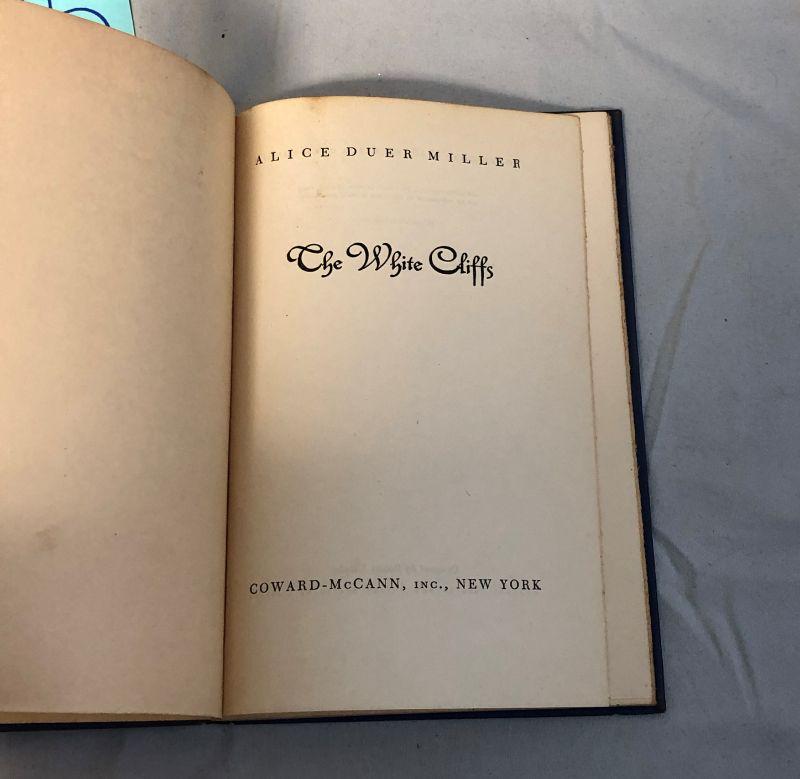 ALICE DUER MILLER
The White Cliffs
COWARD-McCANN, INC., NEW YORK